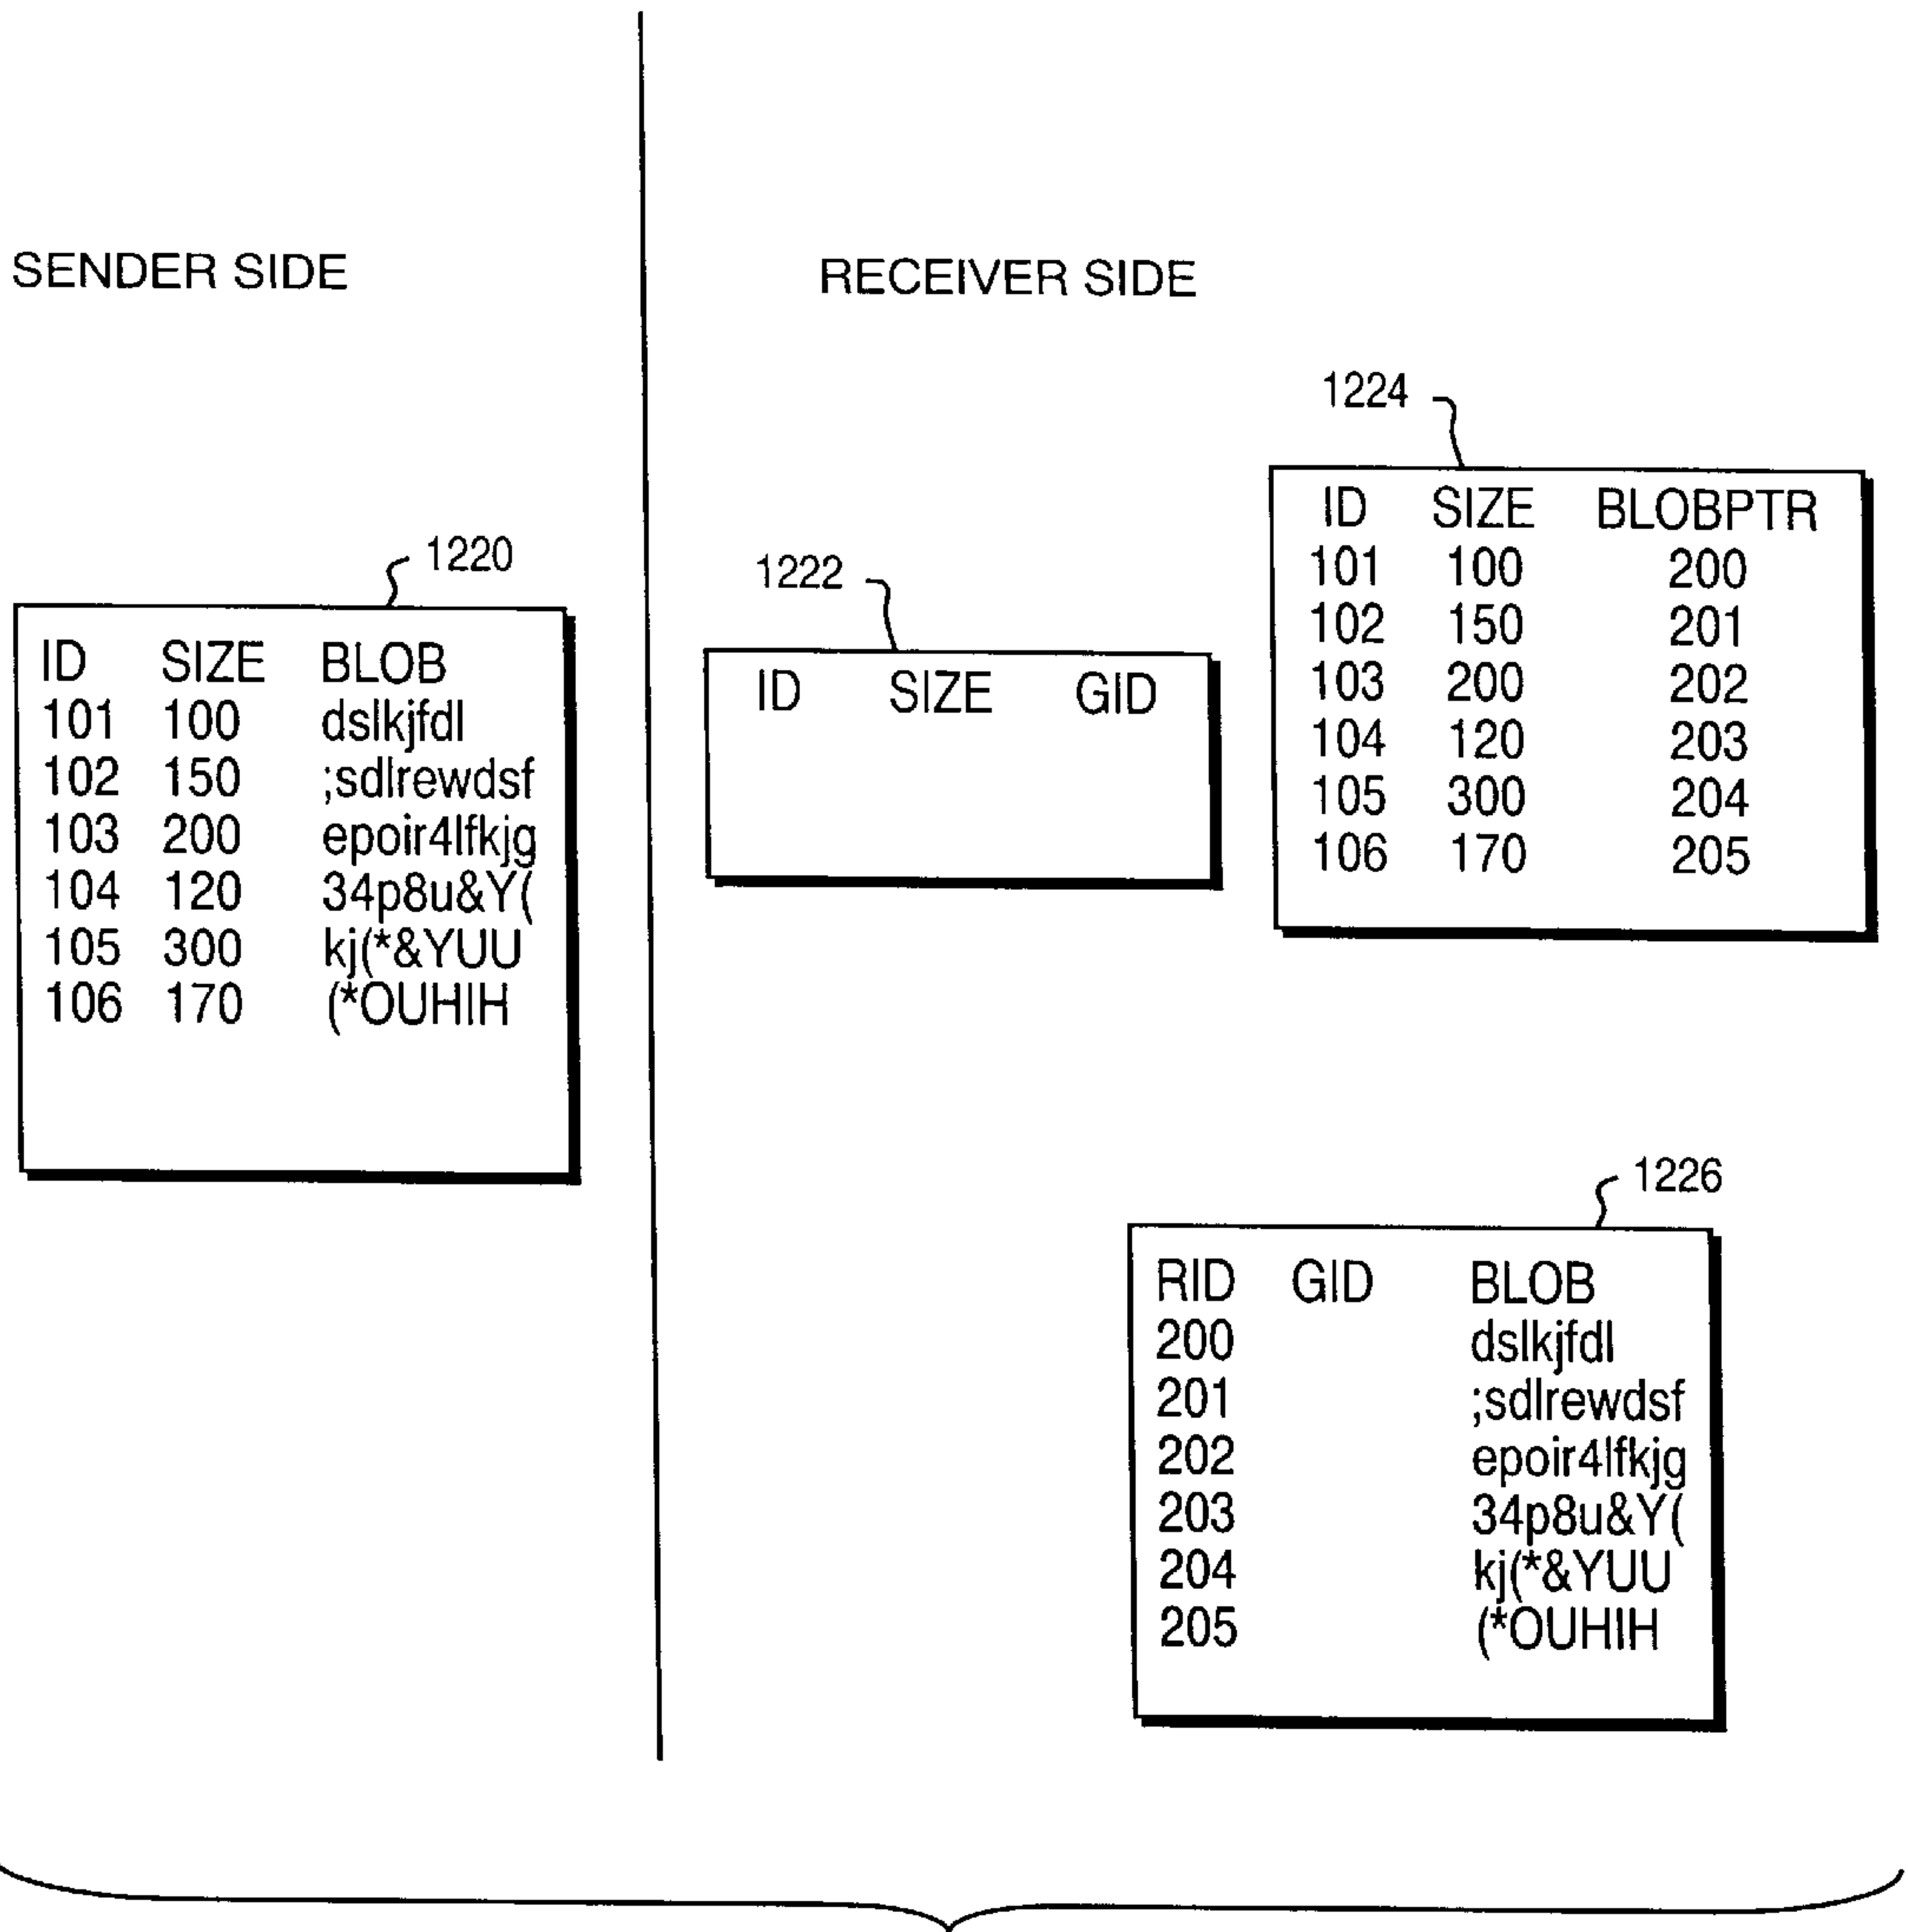 SENDER SIDE
RECEIVER SIDE
1220
ID SIZE BLOB
101 100 dslkjfdl
102 150 ;sdlrewdsf
103 200 epoir4lfkjg
104 120 34p8u&Y(
105 300 kj(*&YUU
106 170 (*OUHIH
1222
ID SIZE GID
1224
ID SIZE BLOBPTR
101 100 200
102 150 201
103 200 202
104 120 203
105 300 204
106 170 205
1226
RID GID BLOB
200 dslkjfdl
201 ;sdlrewdsf
202 epoir4lfkjg
203 34p8u&Y(
204 kj(*&YUU
205 (*OUHIH